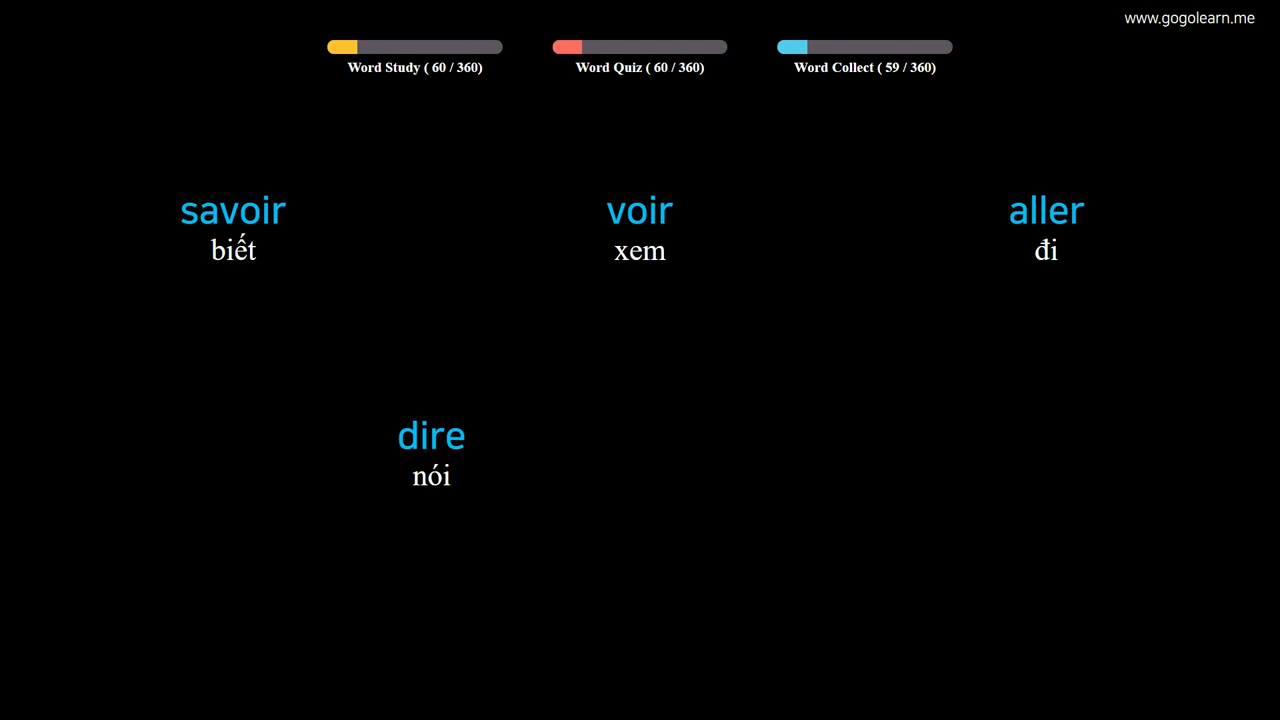 www.gogolearn.me
Word Study ( 60 / 360)
Word Quiz ( 60 / 360)
Word Collect ( 59 / 360)
savoir
biết
voir
xem
aller
đi
dire
nói